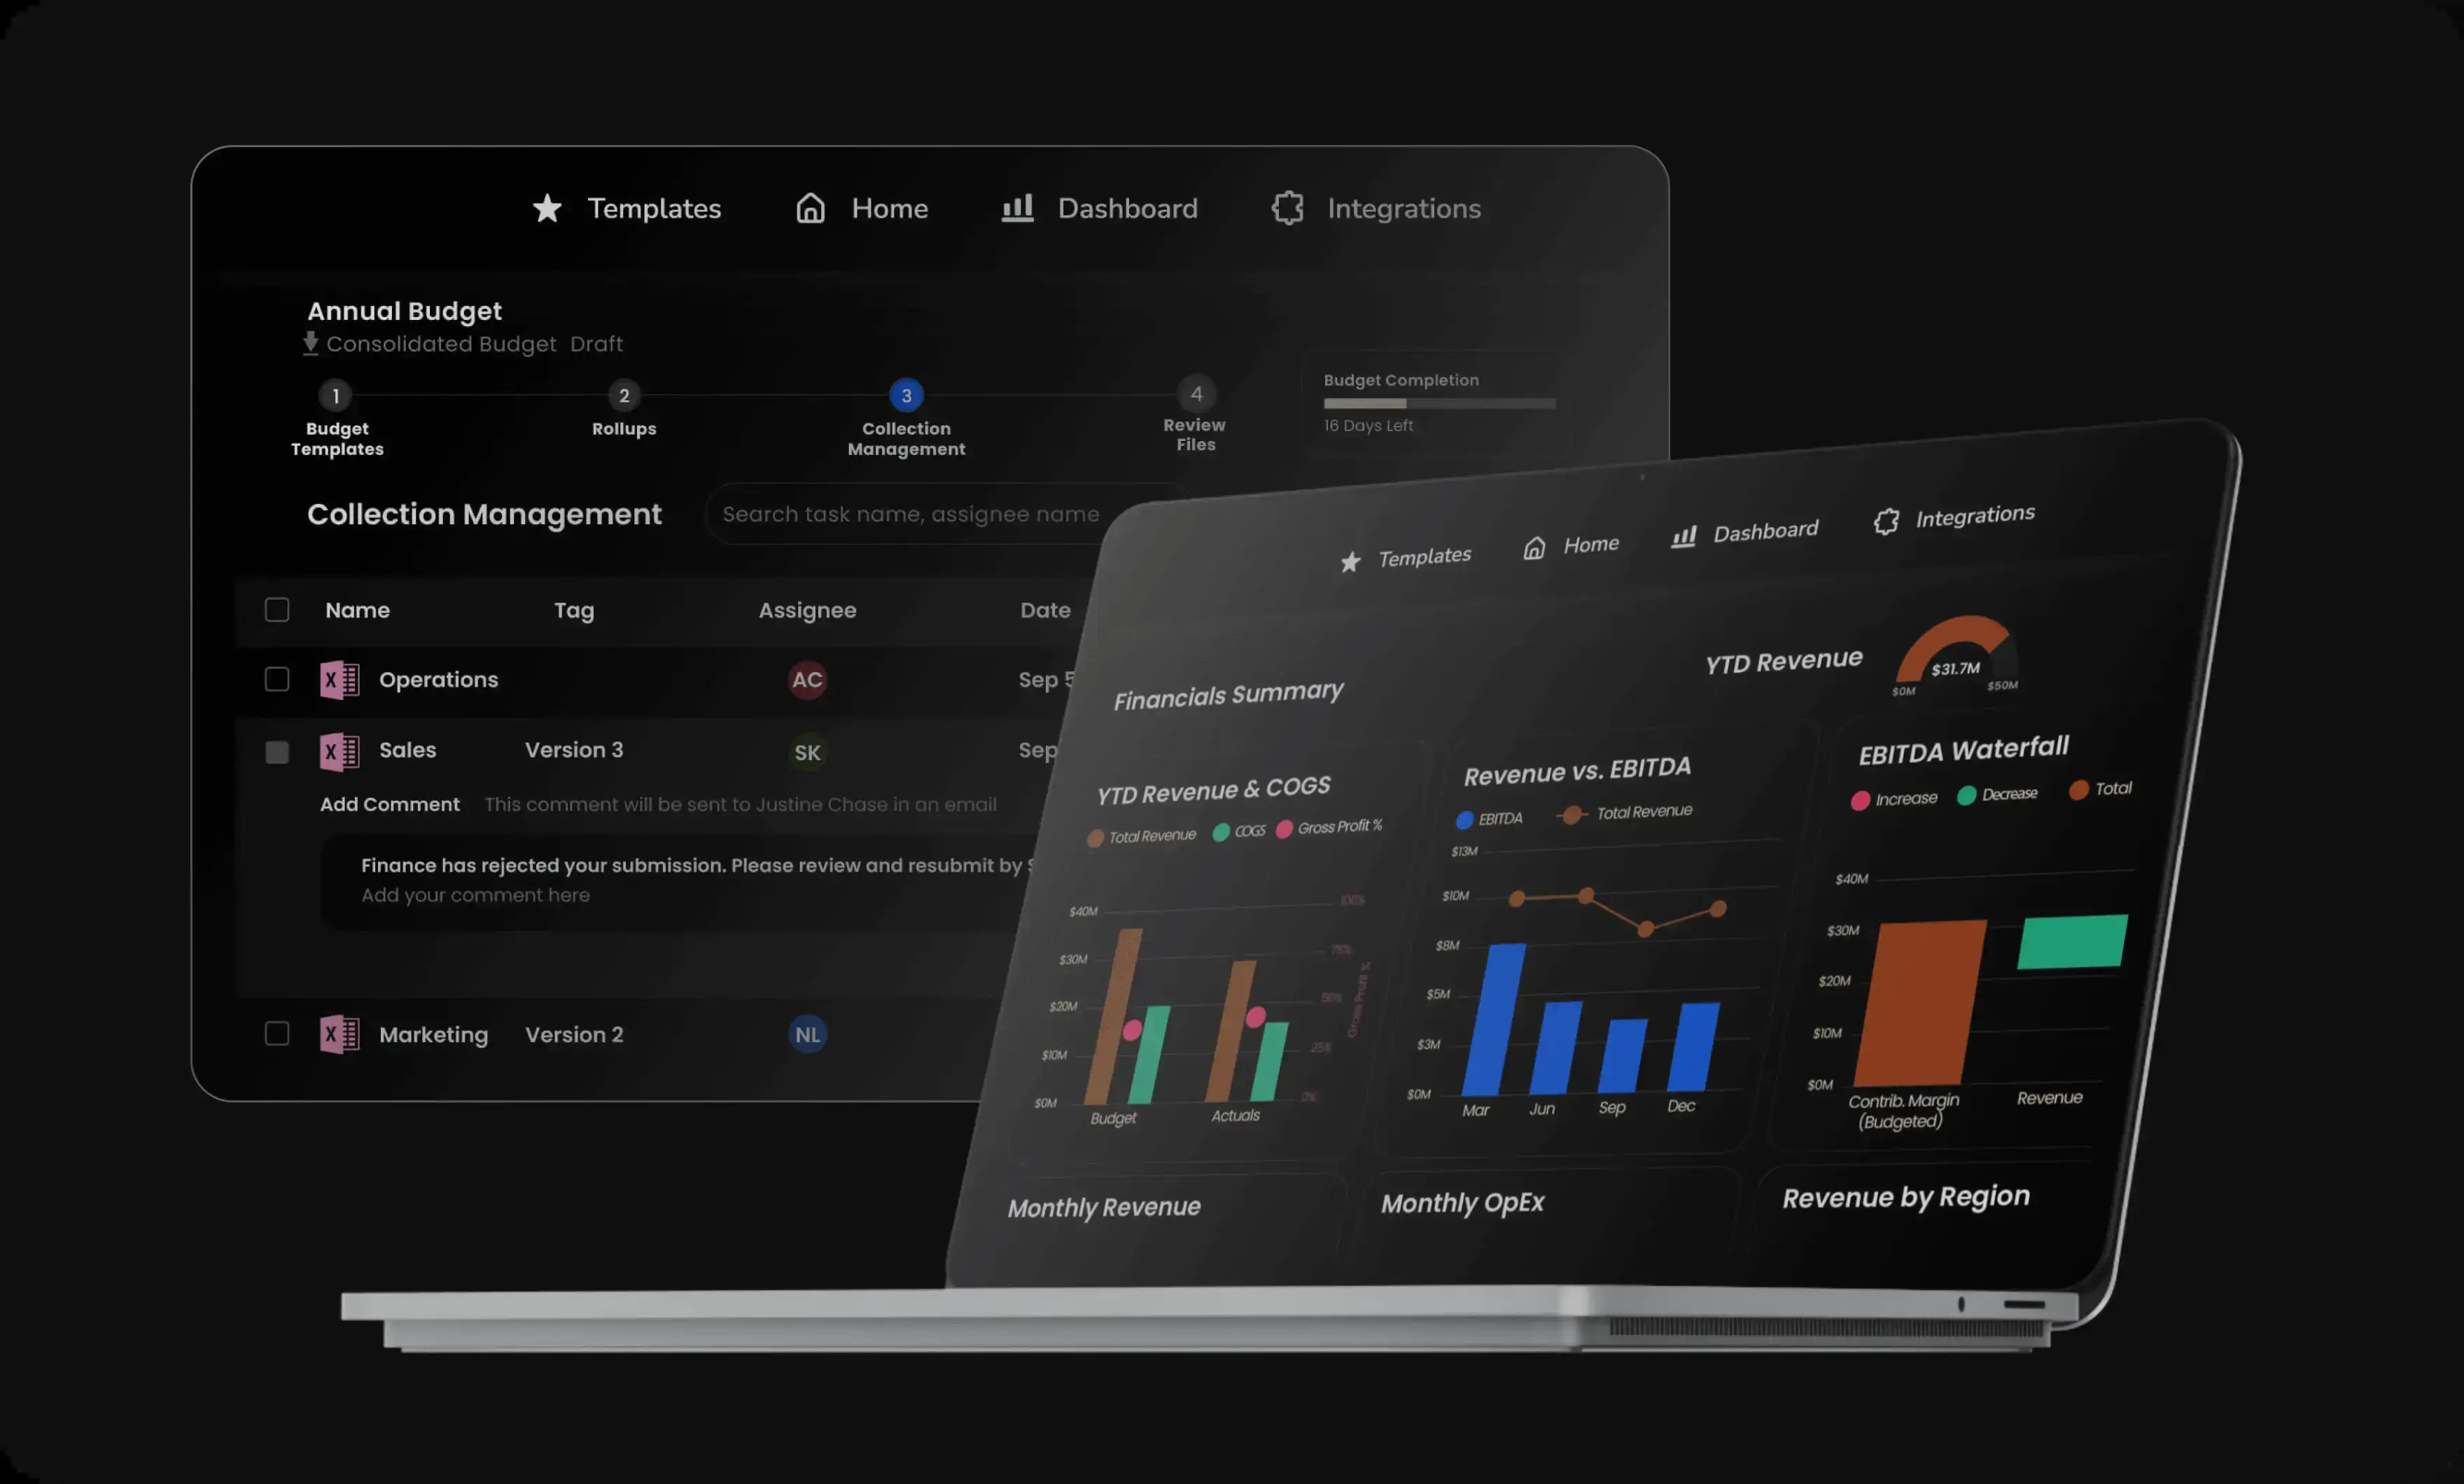 Templates Home Dashboard Integrations
Annual Budget
Consolidated Budget Draft
1 2 3 4
Budget Templates
Rollups
Collection Management
Review Files
Budget Completion
16 Days Left
Collection Management
Search task name, assignee name
Name Tag Assignee Date
Operations AC Sep 5
Sales Version 3 SK Sep
Add Comment This comment will be sent to Justine Chase in an email
Finance has rejected your submission. Please review and resubmit by S
Add your comment here
Marketing Version 2 NL
Templates Home Dashboard Integrations
Financials Summary
YTD Revenue
$31.7M
$0M $50M
YTD Revenue & COGS
Total Revenue COGS Gross Profit %
$40M 100%
$30M 75%
$20M 50%
$10M 25%
$0M 0%
Gross Profit %
Budget Actuals
Revenue vs. EBITDA
EBITDA Total Revenue
$13M
$10M
$8M
$5M
$3M
$0M
Mar Jun Sep Dec
EBITDA Waterfall
Increase Decrease Total
$40M
$30M
$20M
$10M
$0M
Contrib. Margin
(Budgeted)
Revenue
Monthly Revenue
Monthly OpEx
Revenue by Region